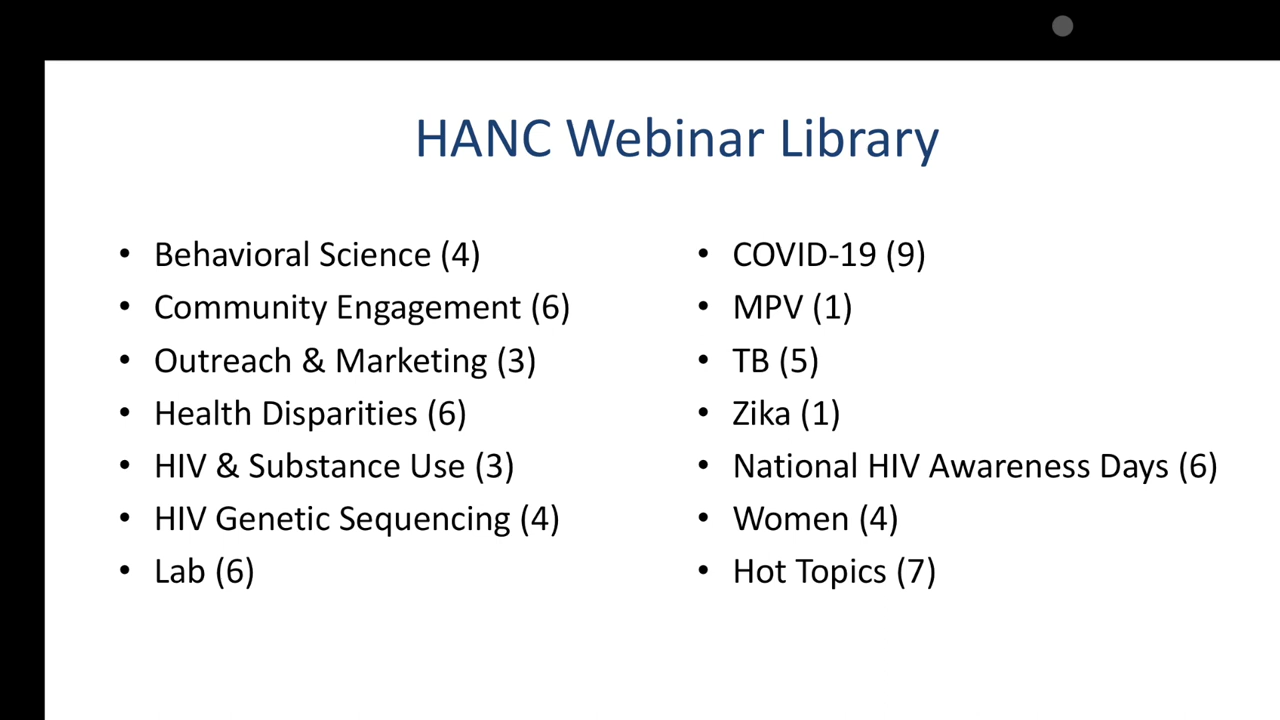 HANC Webinar Library
• Behavioral Science (4)
• Community Engagement (6)
• Outreach & Marketing (3)
• Health Disparities (6)
• HIV & Substance Use (3)
• HIV Genetic Sequencing (4)
• Lab (6)
• COVID-19 (9)
• MPV (1)
• TB (5)
• Zika (1)
• National HIV Awareness Days (6)
• Women (4)
• Hot Topics (7)